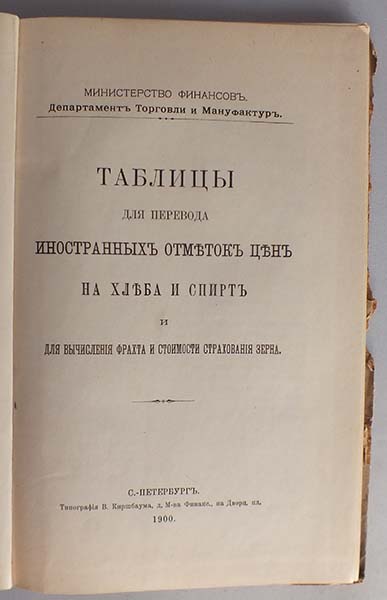 МИНИСТЕРСТВО ФИНАНСОВЪ.
Департаментъ Торговли и Мануфактуръ.
ТАБЛИЦЫ
ДЛЯ ПЕРЕВОДА
ИНОСТРАННЫХЪ ОТМѢТОКЪ ЦѢНЪ
НА ХЛѢБА И СПИРТЪ
И
ДЛЯ ВЫЧИСЛЕНІЯ ФРАХТА И СТОИМОСТИ СТРАХОВАНІЯ ЗЕРНА.
С.-ПЕТЕРБУРГЪ.
Типографія В. Киршбаума, д. М-ва Финанс., на Дворц. пл.
1900.